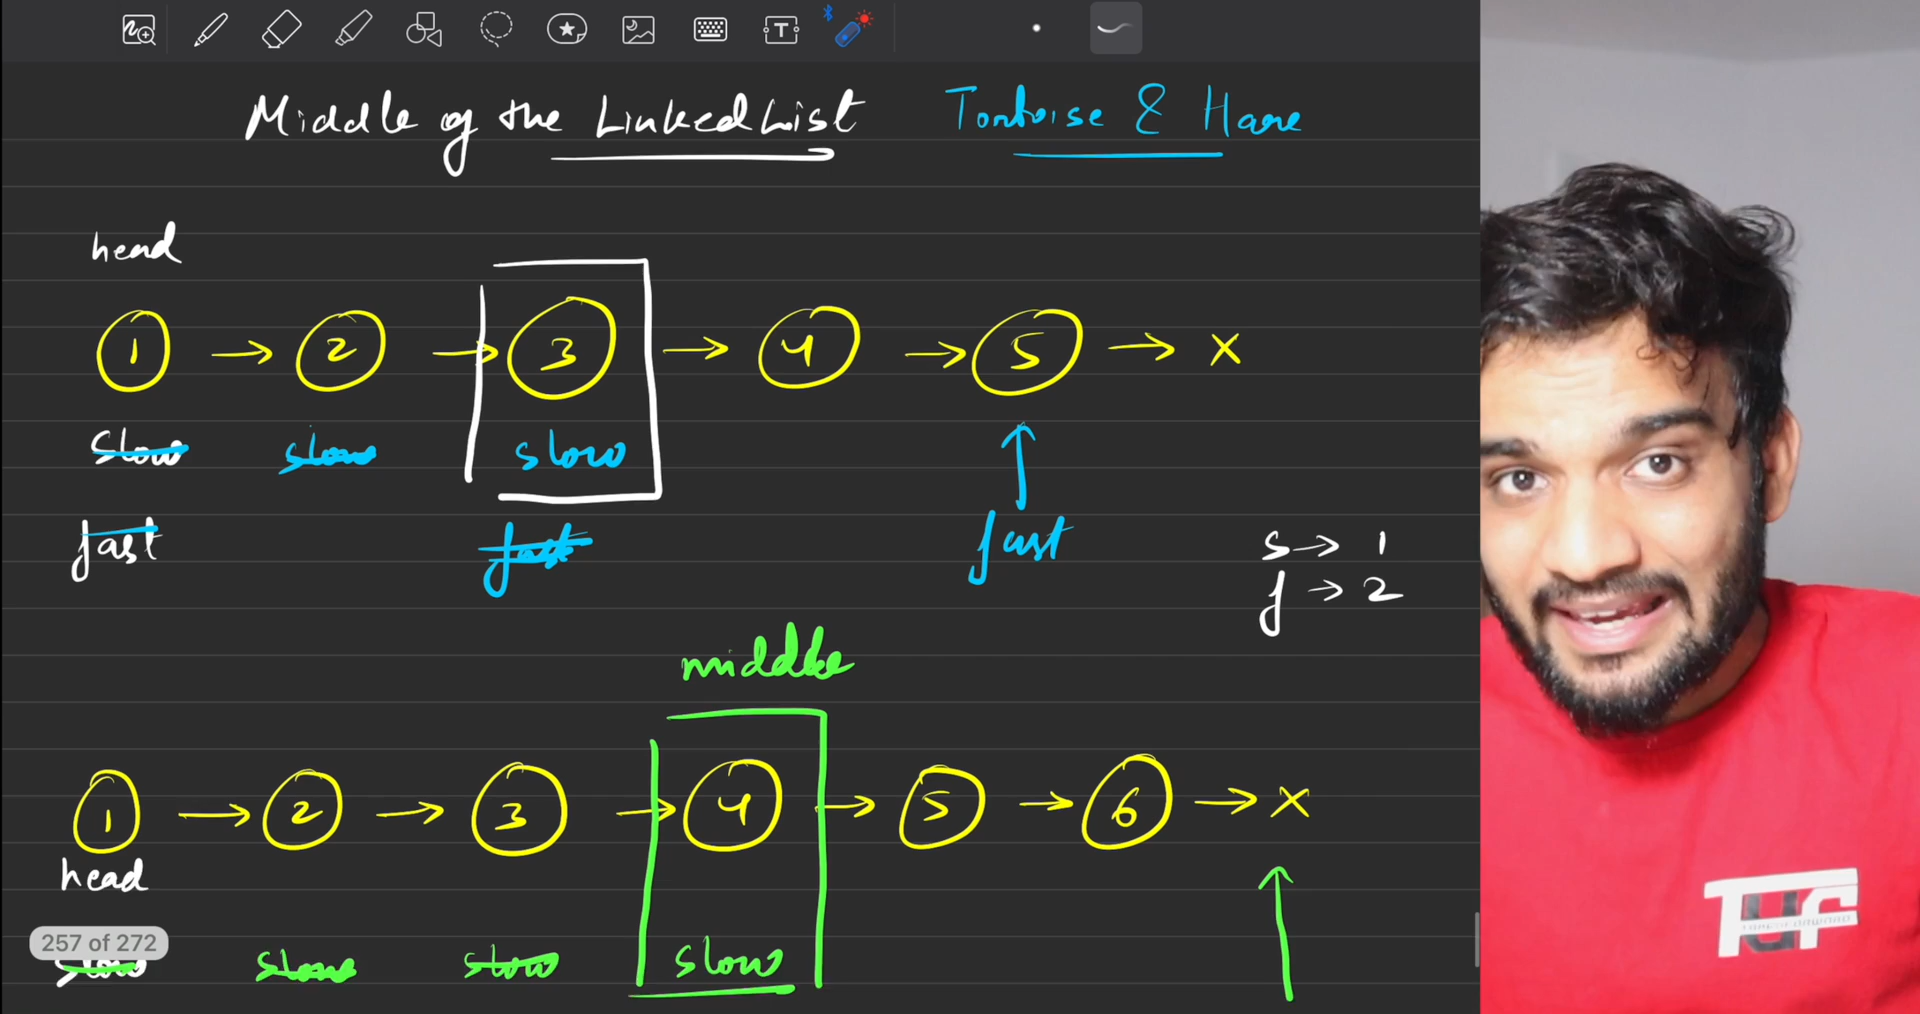 Middle of the LinkedList Tortoise & Hare
head
1 → 2 → 3 → 4 → 5 → X
slow slow slow
fast fast fast
s → 1
f → 2
middle
1 → 2 → 3 → 4 → 5 → 6 → X
head
257 of 272
slow slow slow slow
TUF